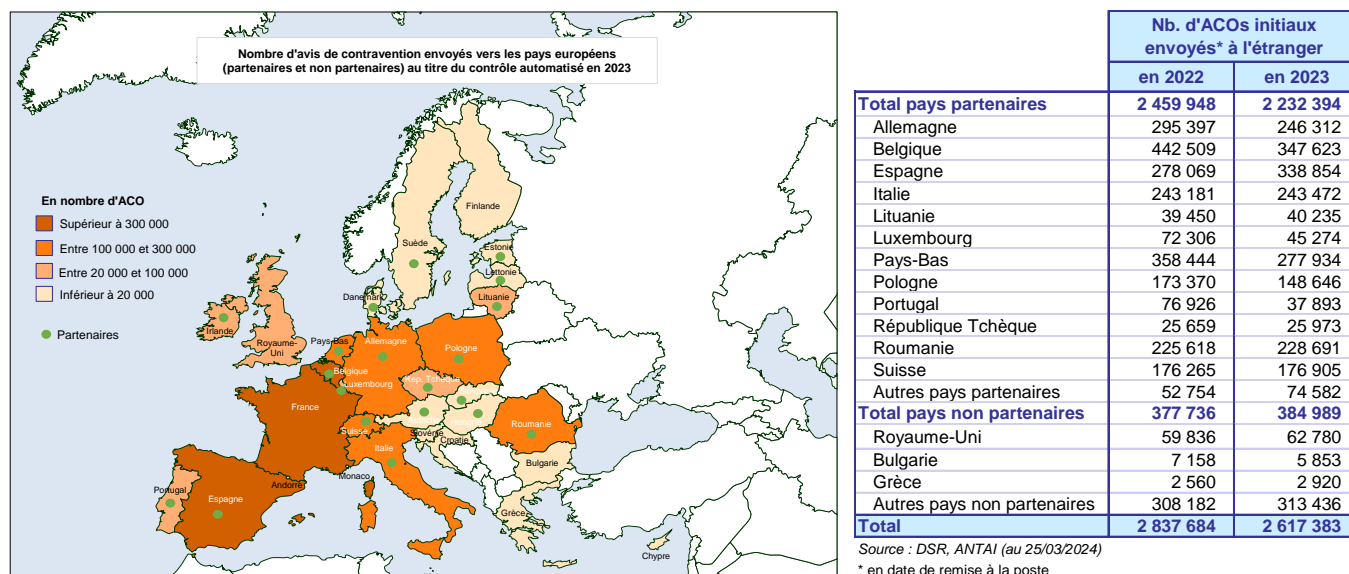 Nombre d'avis de contravention envoyés vers les pays européens
(partenaires et non partenaires) au titre du contrôle automatisé en 2023
En nombre d'ACO
Supérieur à 300 000
Entre 100 000 et 300 000
Entre 20 000 et 100 000
Inférieur à 20 000
Partenaires
Finlande
Suède
Estonie
Lettonie
Danemark
Lituanie
Irlande
Royaume-
Uni
Pays-Bas
Allemagne
Pologne
Belgique
Luxembourg
Rép. Tchèque
France
Suisse
Slovénie
Croatie
Roumanie
Italie
Bulgarie
Monaco
Andorre
Portugal
Espagne
Grèce
Chypre
Nb. d'ACOs initiaux
envoyés* à l'étranger
en 2022 en 2023
Total pays partenaires 2 459 948 2 232 394
Allemagne 295 397 246 312
Belgique 442 509 347 623
Espagne 278 069 338 854
Italie 243 181 243 472
Lituanie 39 450 40 235
Luxembourg 72 306 45 274
Pays-Bas 358 444 277 934
Pologne 173 370 148 646
Portugal 76 926 37 893
République Tchèque 25 659 25 973
Roumanie 225 618 228 691
Suisse 176 265 176 905
Autres pays partenaires 52 754 74 582
Total pays non partenaires 377 736 384 989
Royaume-Uni 59 836 62 780
Bulgarie 7 158 5 853
Grèce 2 560 2 920
Autres pays non partenaires 308 182 313 436
Total 2 837 684 2 617 383
Source : DSR, ANTAI (au 25/03/2024)
* en date de remise à la poste